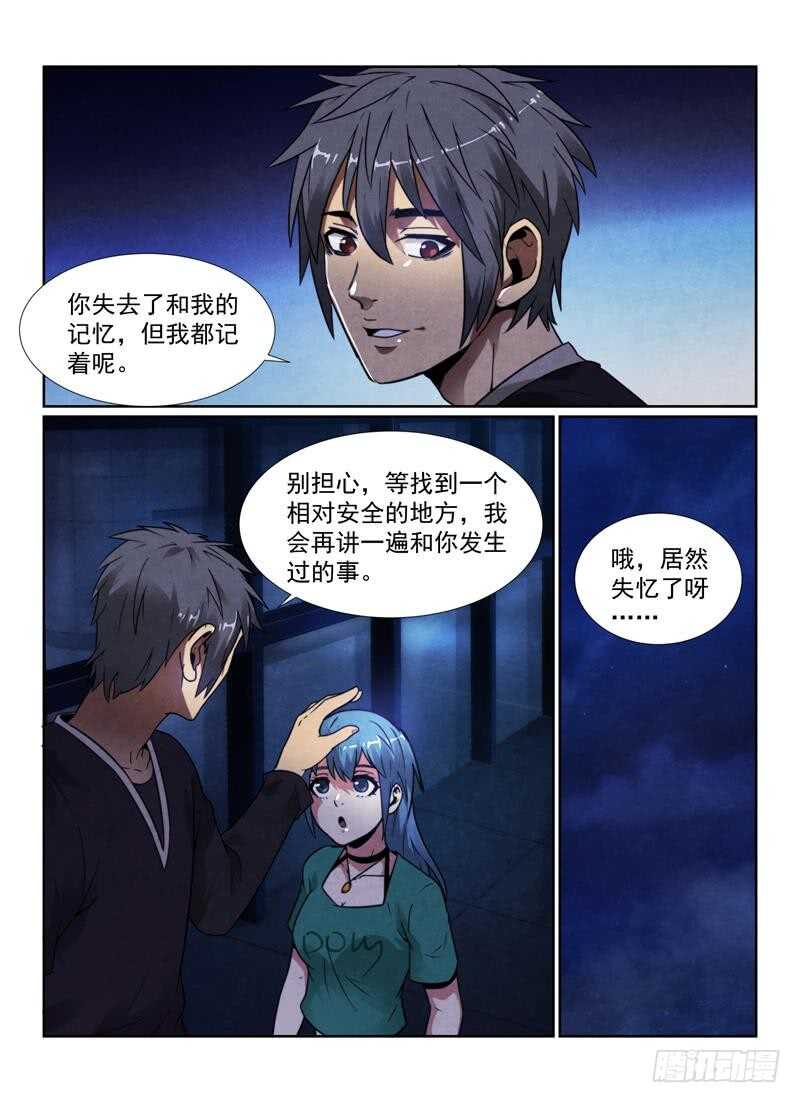 你失去了和我的
记忆，但我都记
着呢。
别担心，等找到一个
相对安全的地方，我
会再讲一遍和你发生
过的事。
哦，居然
失忆了呀
……
oom
腾讯动漫